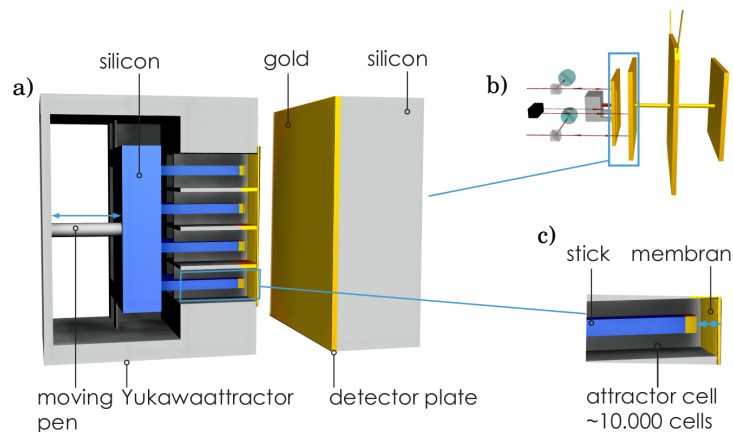 silicon
gold
silicon
a)
b)
c)
stick
membran
moving
pen
Yukawaattractor
detector plate
attractor cell
~10.000 cells